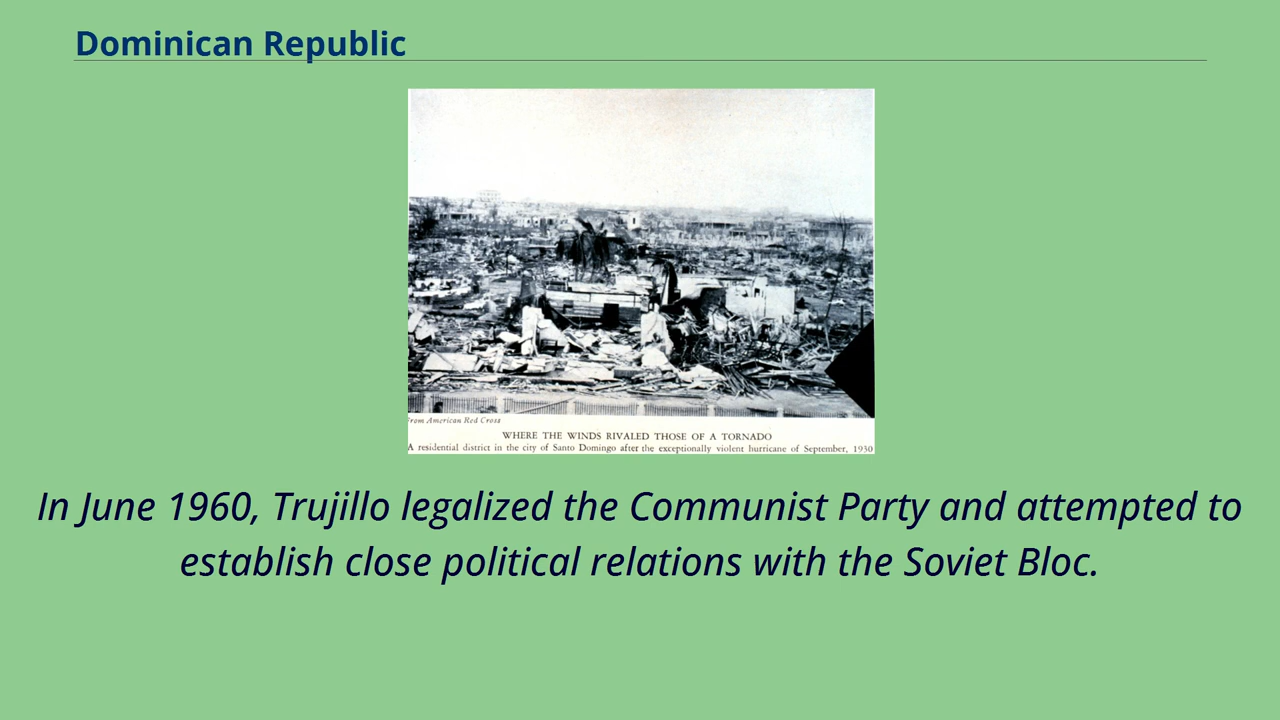 Dominican Republic
From American Red Cross
WHERE THE WINDS RIVALED THOSE OF A TORNADO
A residential district in the city of Santo Domingo after the exceptionally violent hurricane of September, 1930
In June 1960, Trujillo legalized the Communist Party and attempted to
establish close political relations with the Soviet Bloc.